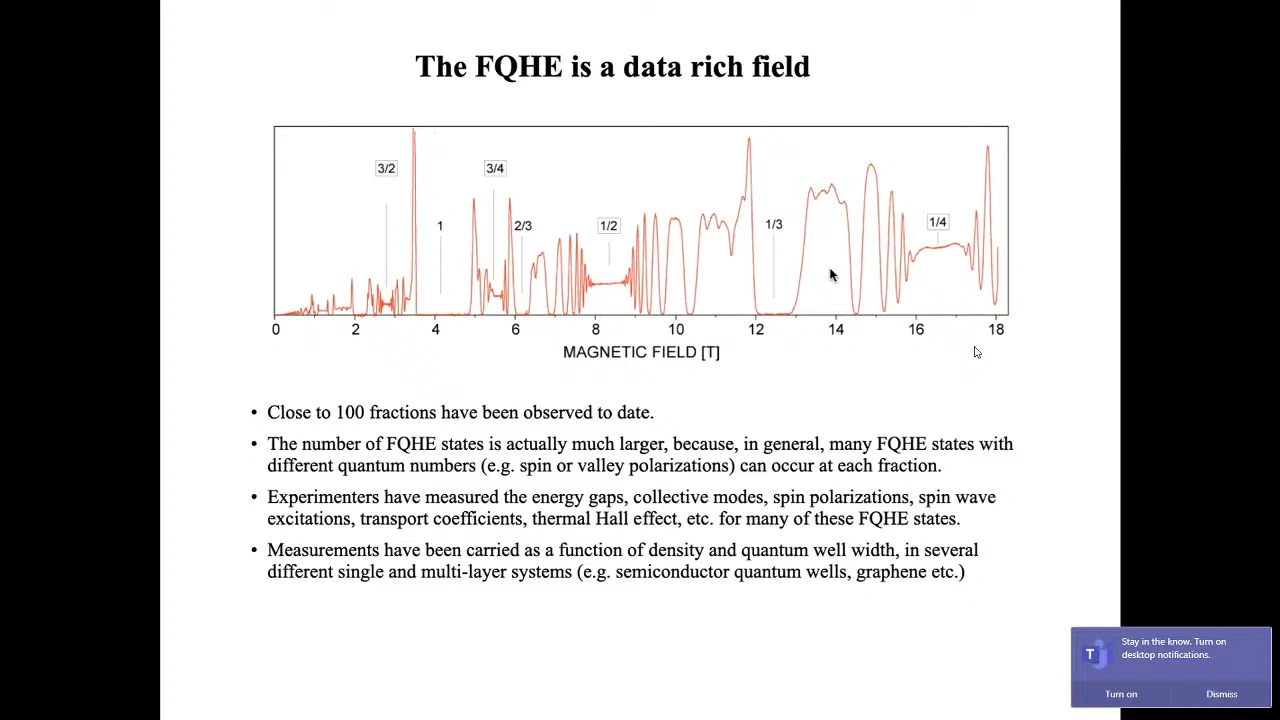 The FQHE is a data rich field
3/2
3/4
1
2/3
1/2
1/3
1/4
0 2 4 6 8 10 12 14 16 18
MAGNETIC FIELD [T]
• Close to 100 fractions have been observed to date.
• The number of FQHE states is actually much larger, because, in general, many FQHE states with
different quantum numbers (e.g. spin or valley polarizations) can occur at each fraction.
• Experimenters have measured the energy gaps, collective modes, spin polarizations, spin wave
excitations, transport coefficients, thermal Hall effect, etc. for many of these FQHE states.
• Measurements have been carried as a function of density and quantum well width, in several
different single and multi-layer systems (e.g. semiconductor quantum wells, graphene etc.)
T
Stay in the know. Turn on
desktop notifications.
Turn on Dismiss